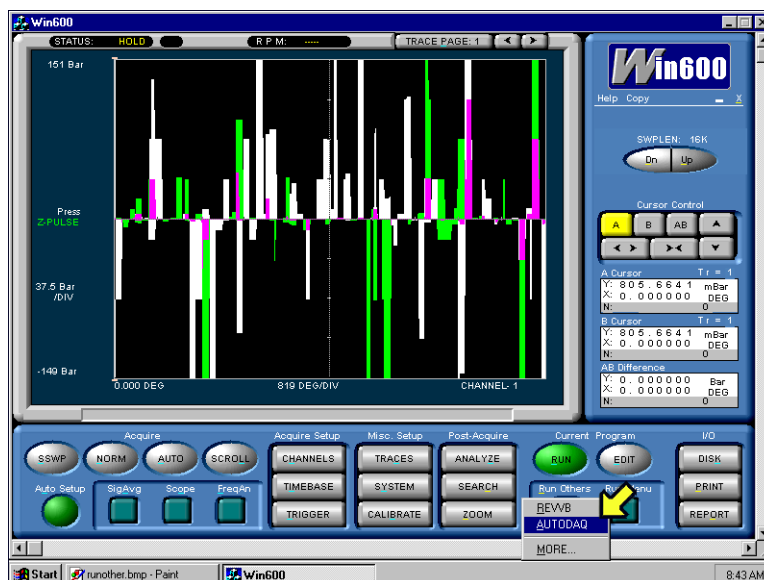 Win600
STATUS: HOLD
RPM: -----
TRACE PAGE: 1
151 Bar
Press
Z-PULSE
37.5 Bar
/DIV
-149 Bar
0.000 DEG
819 DEG/DIV
CHANNEL- 1
Win600
Help Copy
SWPLEN: 16K
Dn Up
Cursor Control
A B AB
A Cursor Tr = 1
Y: 805.6641 mBar
X: 0.000000 DEG
N: 0
B Cursor Tr = 1
Y: 805.6641 mBar
X: 0.000000 DEG
N: 0
AB Difference
Y: 0.000000 Bar
X: 0.000000 DEG
N: 0
Acquire
Acquire Setup
Misc. Setup
Post-Acquire
Current Program
I/O
SSWP NORM AUTO SCROLL
CHANNELS
TRACES
ANALYZE
RUN EDIT
DISK
Auto Setup
SigAvg Scope FreqAn
TIMEBASE
SYSTEM
SEARCH
Run Others
PRINT
TRIGGER
CALIBRATE
ZOOM
REPORT
REVVB
AUTODAQ
MORE...
Start
runother.bmp - Paint
Win600
8:43 AM